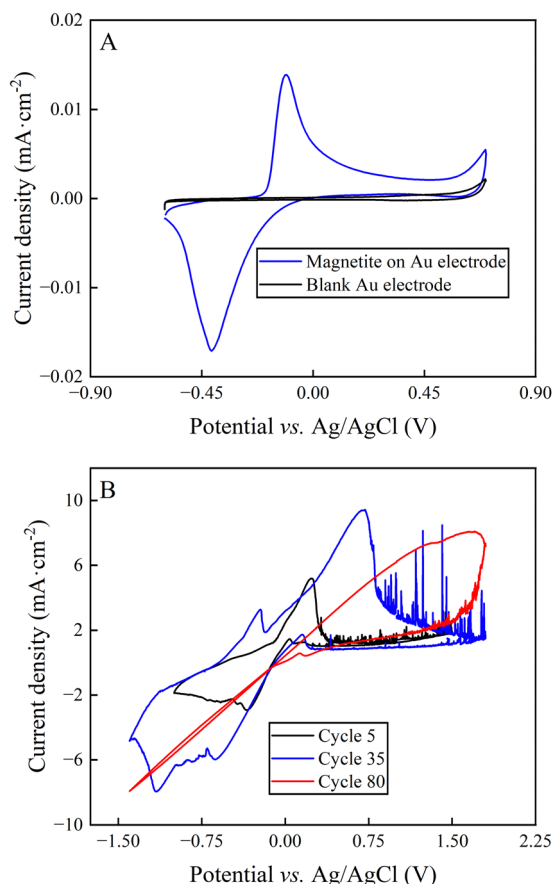 A
0.02
0.01
0.00
−0.01
−0.02
Current density (mA·cm⁻²)
Magnetite on Au electrode
Blank Au electrode
−0.90 −0.45 0.00 0.45 0.90
Potential vs. Ag/AgCl (V)
B
10
6
2
−2
−6
−10
Current density (mA·cm⁻²)
Cycle 5
Cycle 35
Cycle 80
−1.50 −0.75 0.00 0.75 1.50 2.25
Potential vs. Ag/AgCl (V)